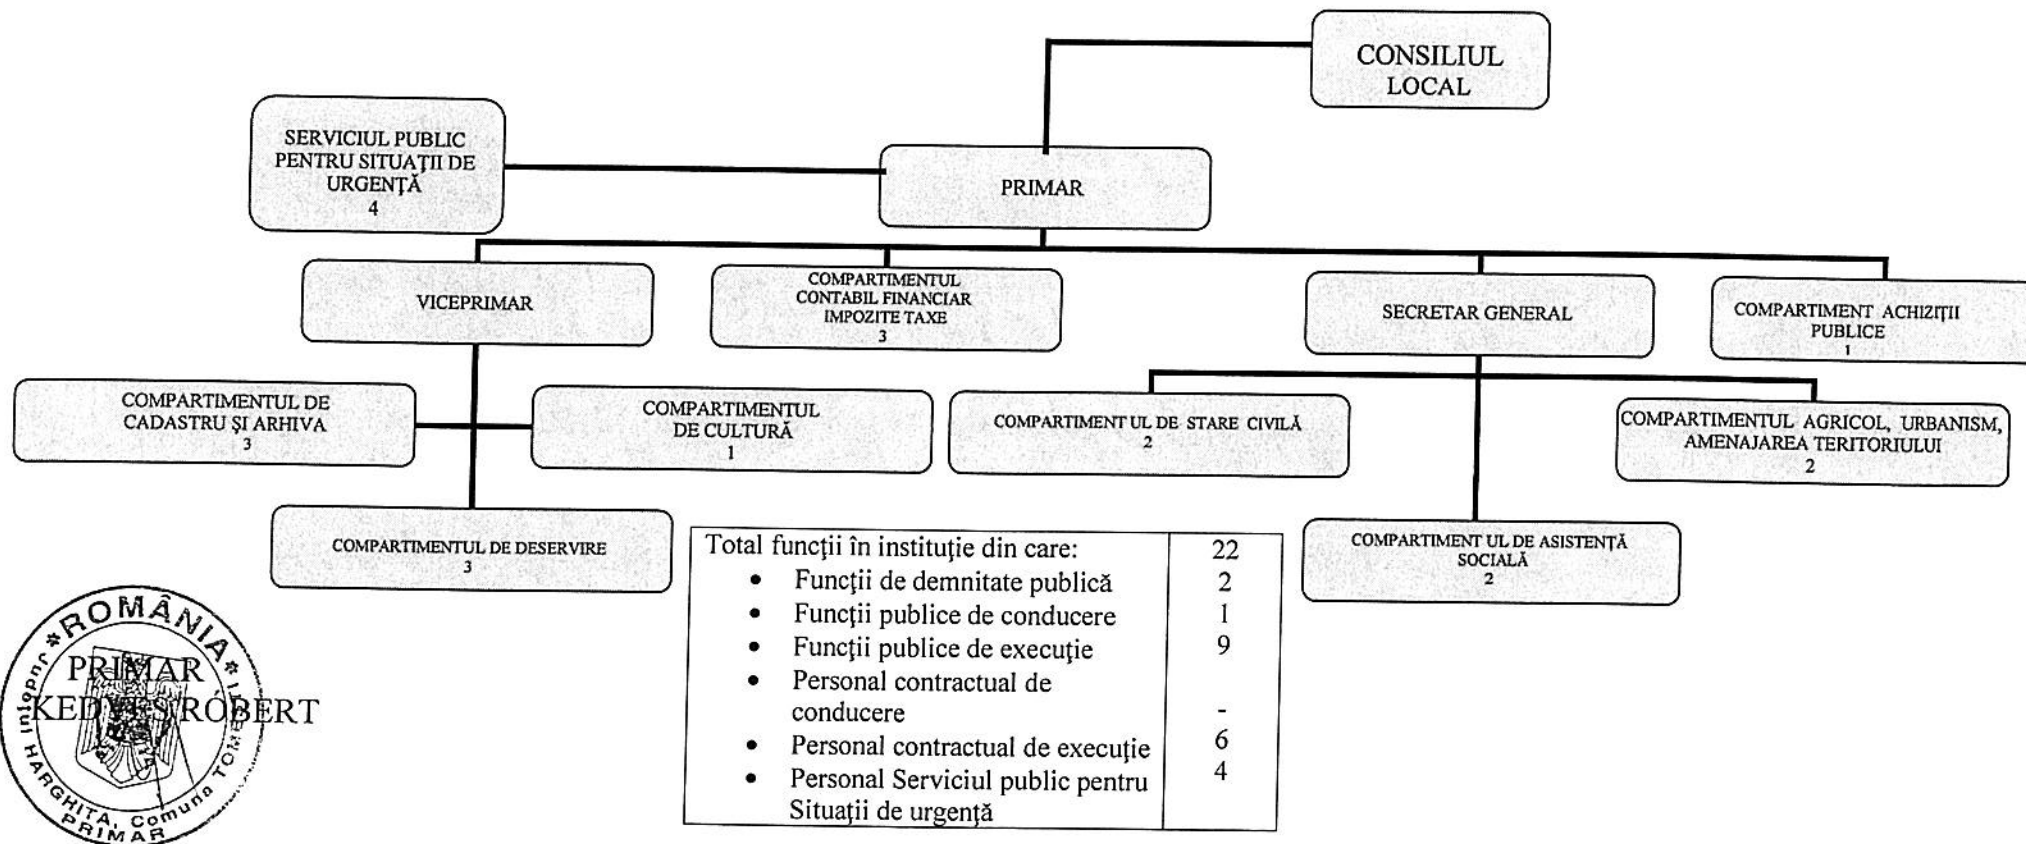 CONSILIUL
LOCAL
SERVICIUL PUBLIC
PENTRU SITUAŢII DE
URGENŢĂ
4
PRIMAR
VICEPRIMAR
COMPARTIMENTUL
CONTABIL FINANCIAR
IMPOZITE TAXE
3
SECRETAR GENERAL
COMPARTIMENT ACHIZIŢII
PUBLICE
1
COMPARTIMENTUL DE
CADASTRU ŞI ARHIVA
3
COMPARTIMENTUL
DE CULTURĂ
1
COMPARTIMENT UL DE STARE CIVILĂ
2
COMPARTIMENTUL AGRICOL, URBANISM,
AMENAJAREA TERITORIULUI
2
COMPARTIMENTUL DE DESERVIRE
3
COMPARTIMENT UL DE ASISTENŢĂ
SOCIALĂ
2
Total funcţii în instituţie din care: 22
• Funcţii de demnitate publică 2
• Funcţii publice de conducere 1
• Funcţii publice de execuţie 9
• Personal contractual de
conducere -
• Personal contractual de execuţie 6
• Personal Serviciul public pentru 4
Situaţii de urgenţă
PRIMAR
RÓBERT
*ROMÂNIA*
Judeţul HARGHITA, Comuna
PRIMAR